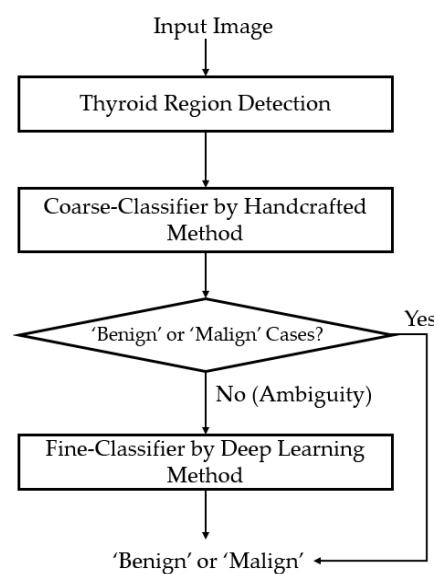 Input Image
Thyroid Region Detection
Coarse-Classifier by Handcrafted
Method
‘Benign’ or ‘Malign’ Cases?
Yes
No (Ambiguity)
Fine-Classifier by Deep Learning
Method
‘Benign’ or ‘Malign’